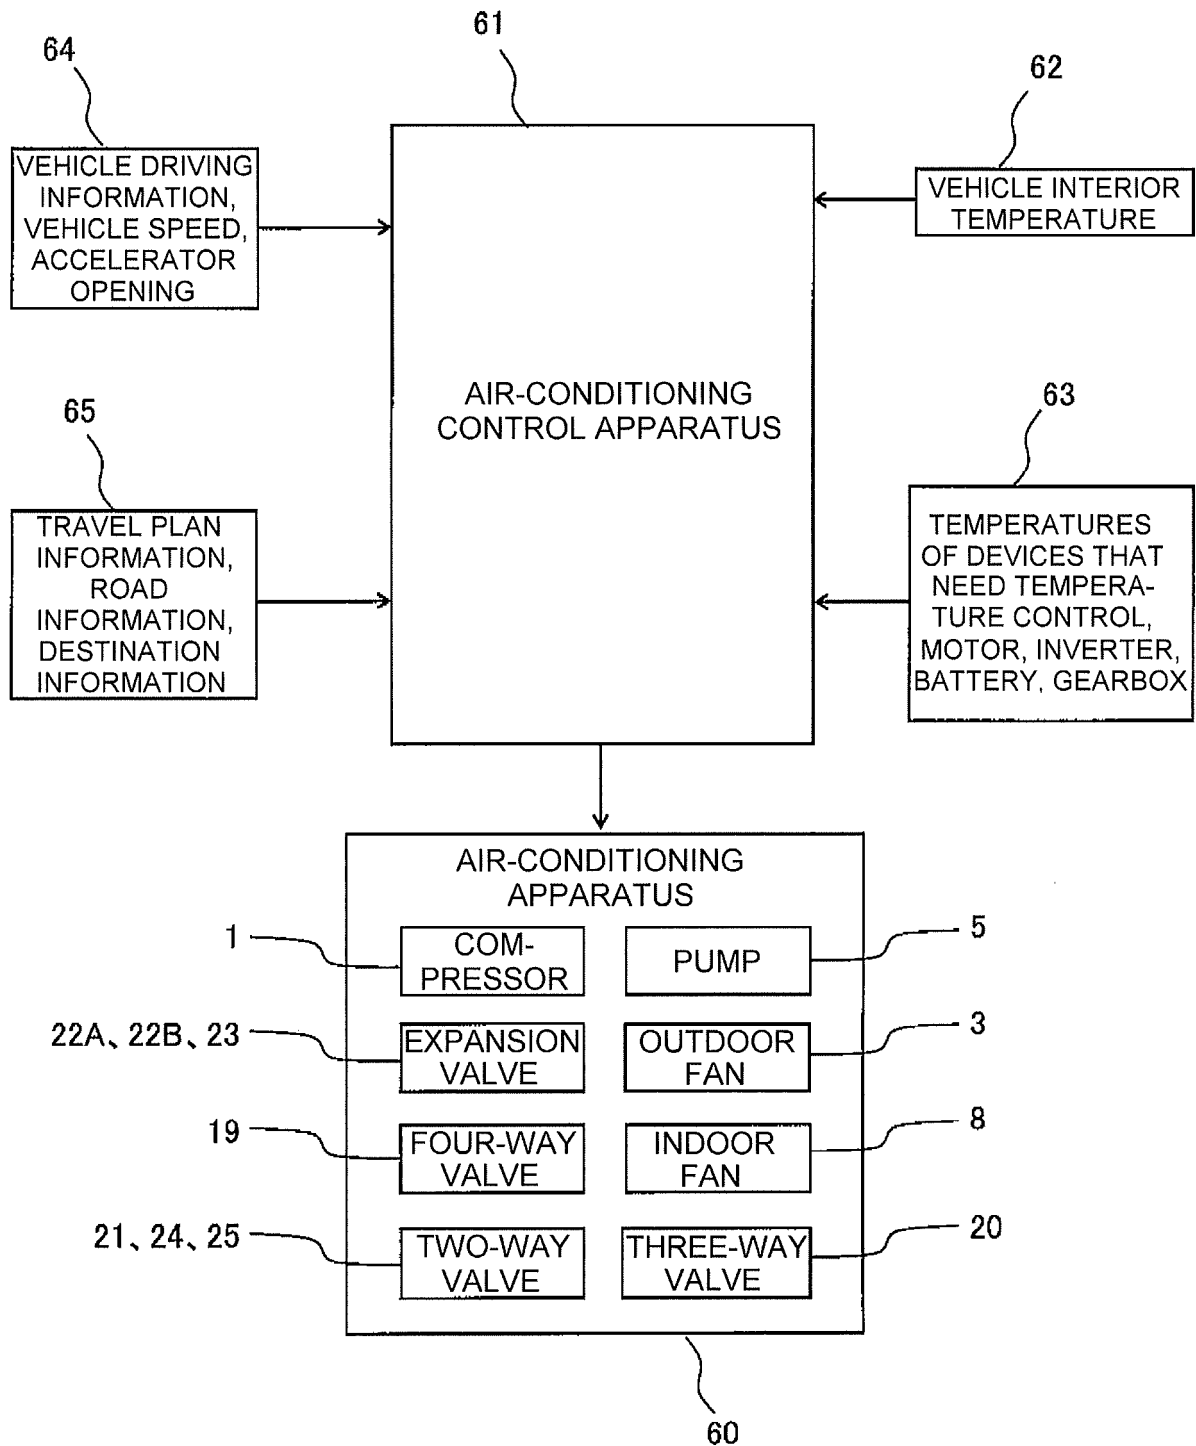 61
64
62
VEHICLE DRIVING
INFORMATION,
VEHICLE SPEED,
ACCELERATOR
OPENING
VEHICLE INTERIOR
TEMPERATURE
AIR-CONDITIONING
CONTROL APPARATUS
65
63
TRAVEL PLAN
INFORMATION,
ROAD
INFORMATION,
DESTINATION
INFORMATION
TEMPERATURES
OF DEVICES THAT
NEED TEMPERA-
TURE CONTROL,
MOTOR, INVERTER,
BATTERY, GEARBOX
AIR-CONDITIONING
APPARATUS
1
COM-
PRESSOR
PUMP
5
22A、22B、23
EXPANSION
VALVE
OUTDOOR
FAN
3
19
FOUR-WAY
VALVE
INDOOR
FAN
8
21、24、25
TWO-WAY
VALVE
THREE-WAY
VALVE
20
60